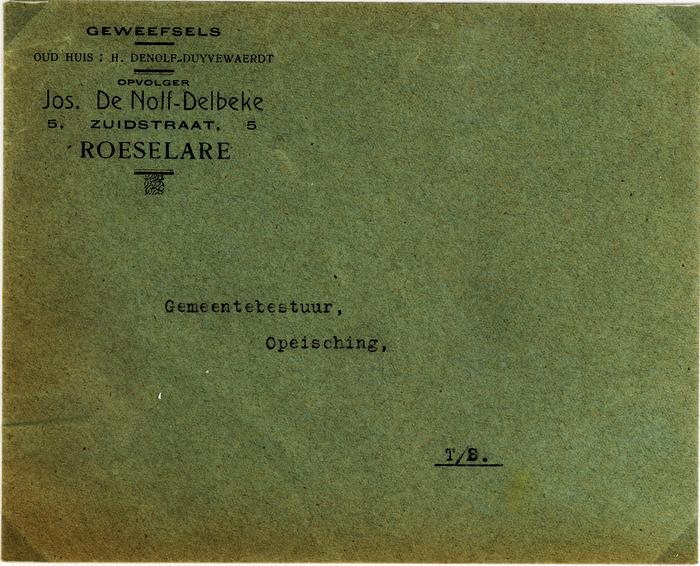 GEWEEFSELS
OUD HUIS : H. DENOLF-DUYVEWAERDT
OPVOLGER
Jos. De Nolf-Delbeke
5, ZUIDSTRAAT, 5
ROESELARE
Gemeentebestuur,
Opeisching,
T/S.